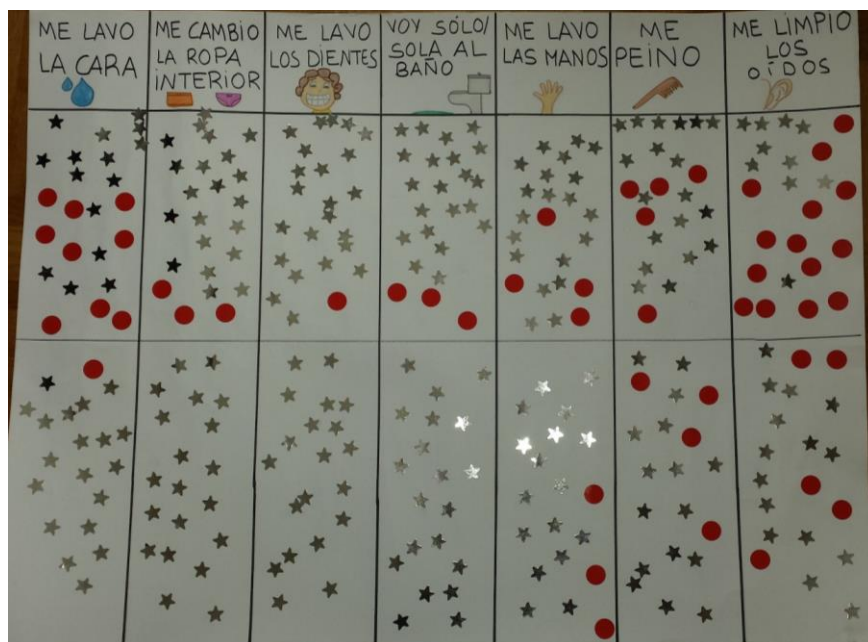 ME LAVO
LA CARA
ME CAMBIO
LA ROPA
INTERIOR
ME LAVO
LOS DIENTES
VOY SÓLO/
SOLA AL
BAÑO
ME LAVO
LAS MANOS
ME
PEINO
ME LIMPIO
LOS
OÍDOS